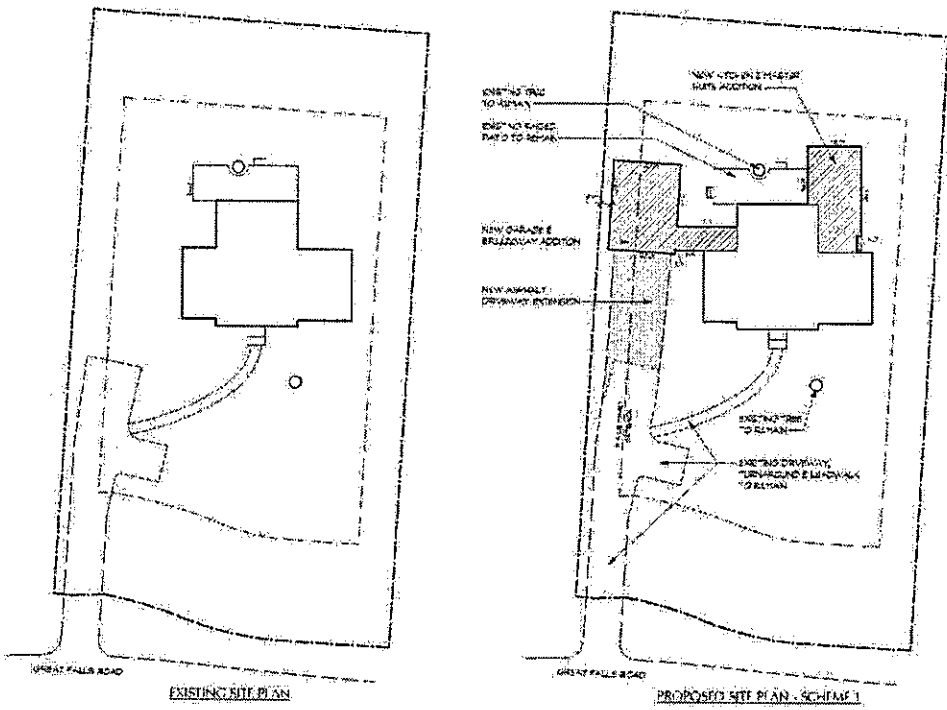 GREAT FALLS ROAD
EXISTING SITE PLAN
EXISTING TREE
TO REMAIN
EXISTING RAISED
PATIO TO REMAIN
NEW KITCHEN & MASTER
SUITE ADDITION
NEW GARAGE &
BREEZEWAY ADDITION
NEW ASPHALT
DRIVEWAY EXTENSION
EXISTING TREE
TO REMAIN
EXISTING DRIVEWAY,
TURNAROUND & LEADWALK
TO REMAIN
GREAT FALLS ROAD
PROPOSED SITE PLAN - SCHEME 1